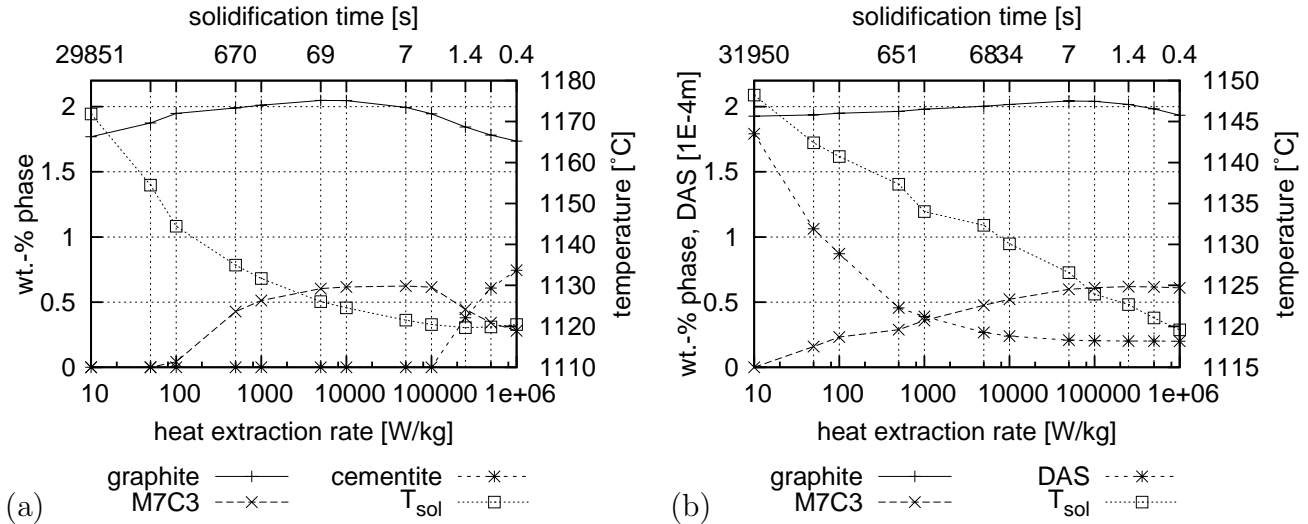 solidification time [s]
29851 670 69 7 1.4 0.4
2 1.5 1 0.5 0
wt.-% phase
1180 1170 1160 1150 1140 1130 1120 1110
temperature [°C]
10 100 1000 10000 100000 1e+06
heat extraction rate [W/kg]
graphite cementite
M7C3 T_sol
(a)
solidification time [s]
31950 651 68 34 7 1.4 0.4
2 1.5 1 0.5 0
wt.-% phase, DAS [1E-4m]
1150 1145 1140 1135 1130 1125 1120 1115
temperature [°C]
10 100 1000 10000 100000 1e+06
heat extraction rate [W/kg]
graphite DAS
M7C3 T_sol
(b)